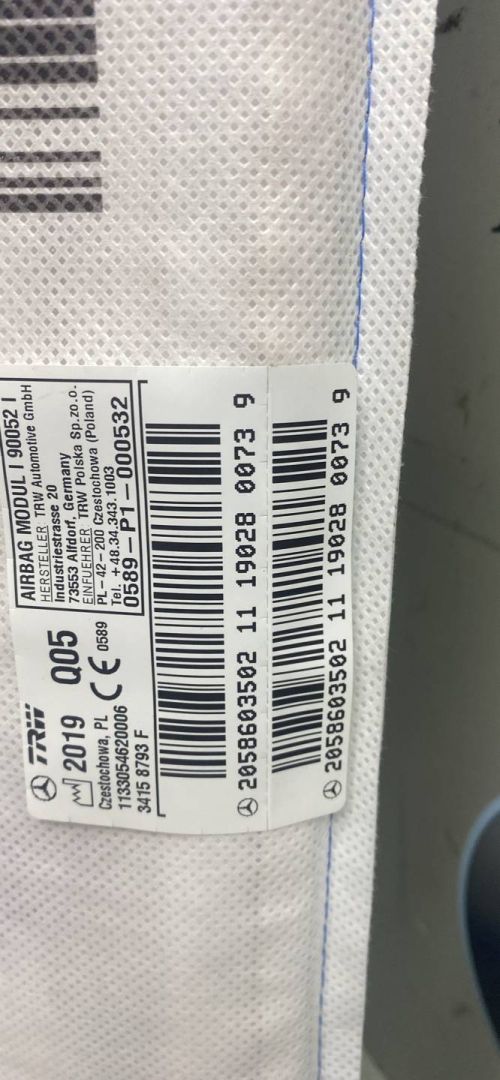 TRW
2019 Q05
Czestochowa, PL
CE 0589
1133054620006
3415 8793 F
AIRBAG MODUL I 90052 I
HERSTELLER TRW Automotive GmbH
Industriestrasse 20
73553 Alfdorf, Germany
EINFUEHRER TRW Polska Sp.zo.o.
PL-42-200 Czestochowa (Poland)
Tel. +48.34.343.1003
0589-P1-000532
2058603502 11 19028 0073 9
2058603502 11 19028 0073 9